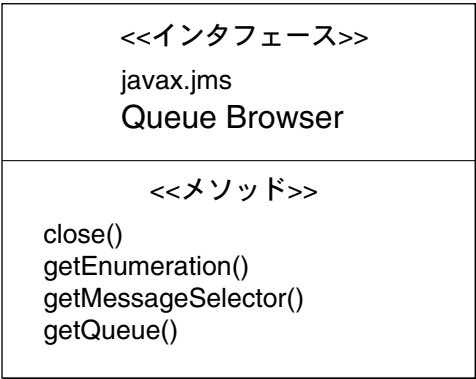 <<インタフェース>>
javax.jms
Queue Browser
<<メソッド>>
close()
getEnumeration()
getMessageSelector()
getQueue()